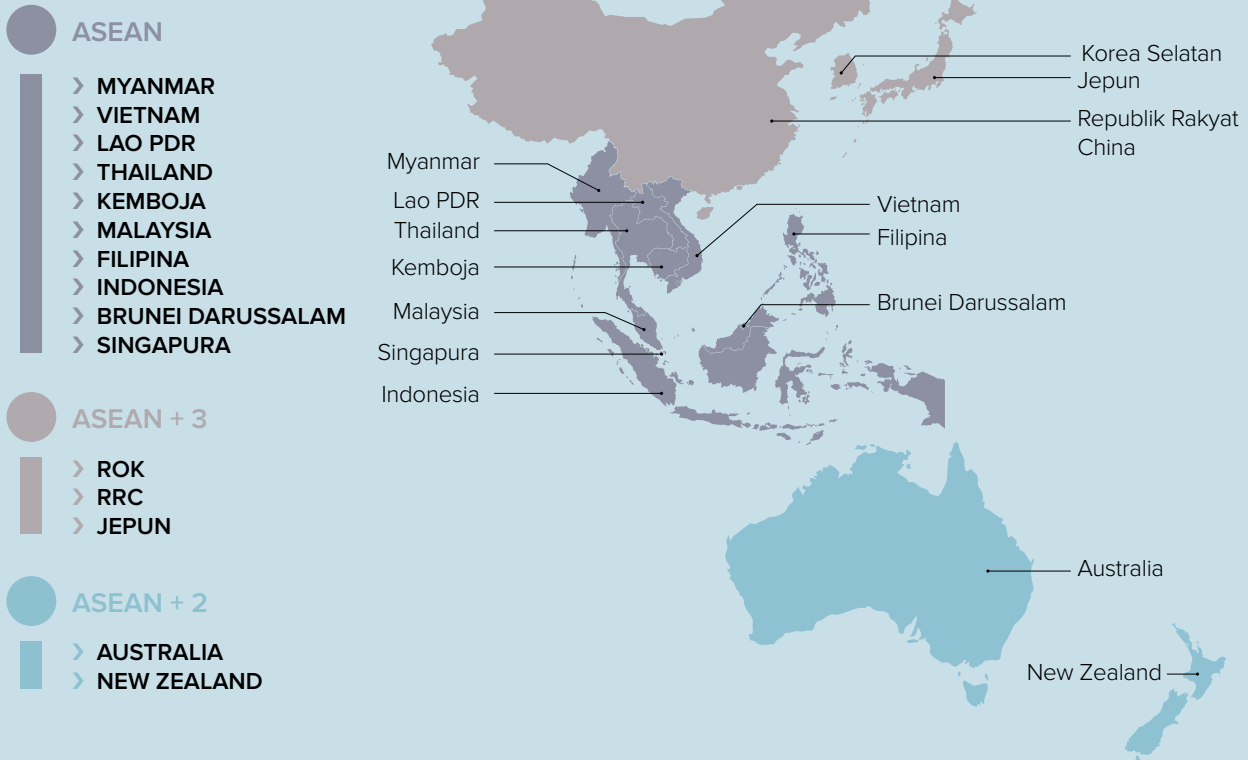 ASEAN
MYANMAR
VIETNAM
LAO PDR
THAILAND
KEMBOJA
MALAYSIA
FILIPINA
INDONESIA
BRUNEI DARUSSALAM
SINGAPURA
ASEAN + 3
ROK
RRC
JEPUN
ASEAN + 2
AUSTRALIA
NEW ZEALAND
Myanmar
Lao PDR
Thailand
Kemboja
Malaysia
Singapura
Indonesia
Korea Selatan
Jepun
Republik Rakyat
China
Vietnam
Filipina
Brunei Darussalam
Australia
New Zealand